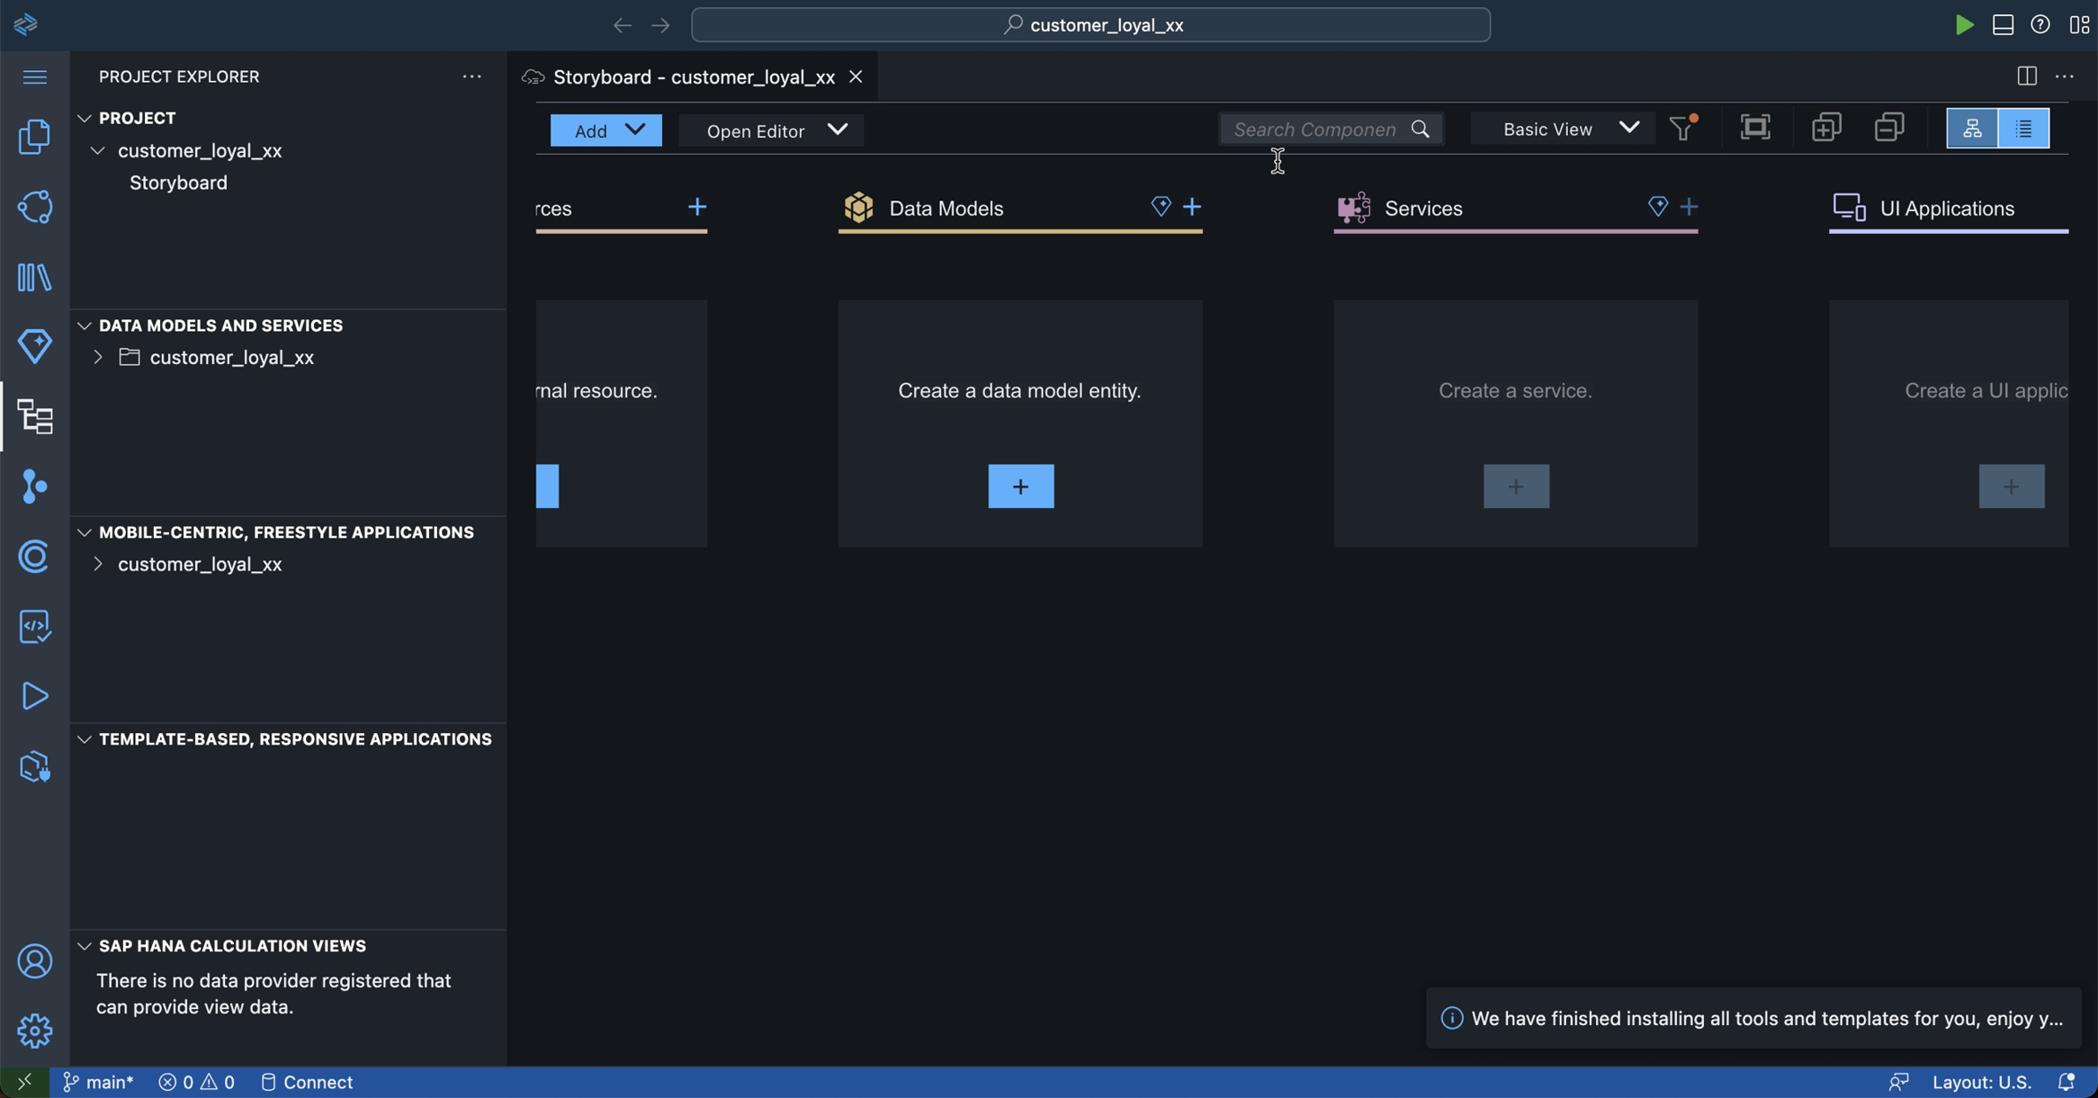 customer_loyal_xx
PROJECT EXPLORER
PROJECT
customer_loyal_xx
Storyboard
DATA MODELS AND SERVICES
customer_loyal_xx
MOBILE-CENTRIC, FREESTYLE APPLICATIONS
customer_loyal_xx
TEMPLATE-BASED, RESPONSIVE APPLICATIONS
SAP HANA CALCULATION VIEWS
There is no data provider registered that
can provide view data.
Storyboard - customer_loyal_xx
Add
Open Editor
Search Componen
Basic View
rces
Data Models
Services
UI Applications
rnal resource.
Create a data model entity.
Create a service.
Create a UI applic
We have finished installing all tools and templates for you, enjoy y...
main*
0
0
Connect
Layout: U.S.